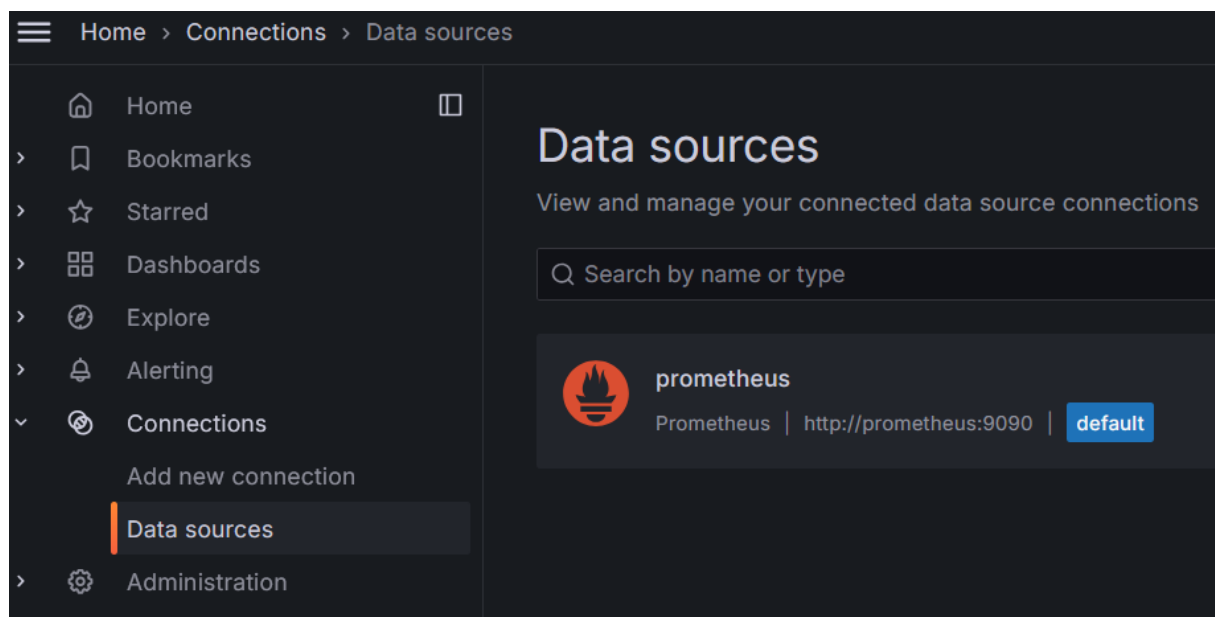 Home › Connections › Data sources
Home
Bookmarks
Starred
Dashboards
Explore
Alerting
Connections
Add new connection
Data sources
Administration
Data sources
View and manage your connected data source connections
Search by name or type
prometheus
Prometheus | http://prometheus:9090 | default